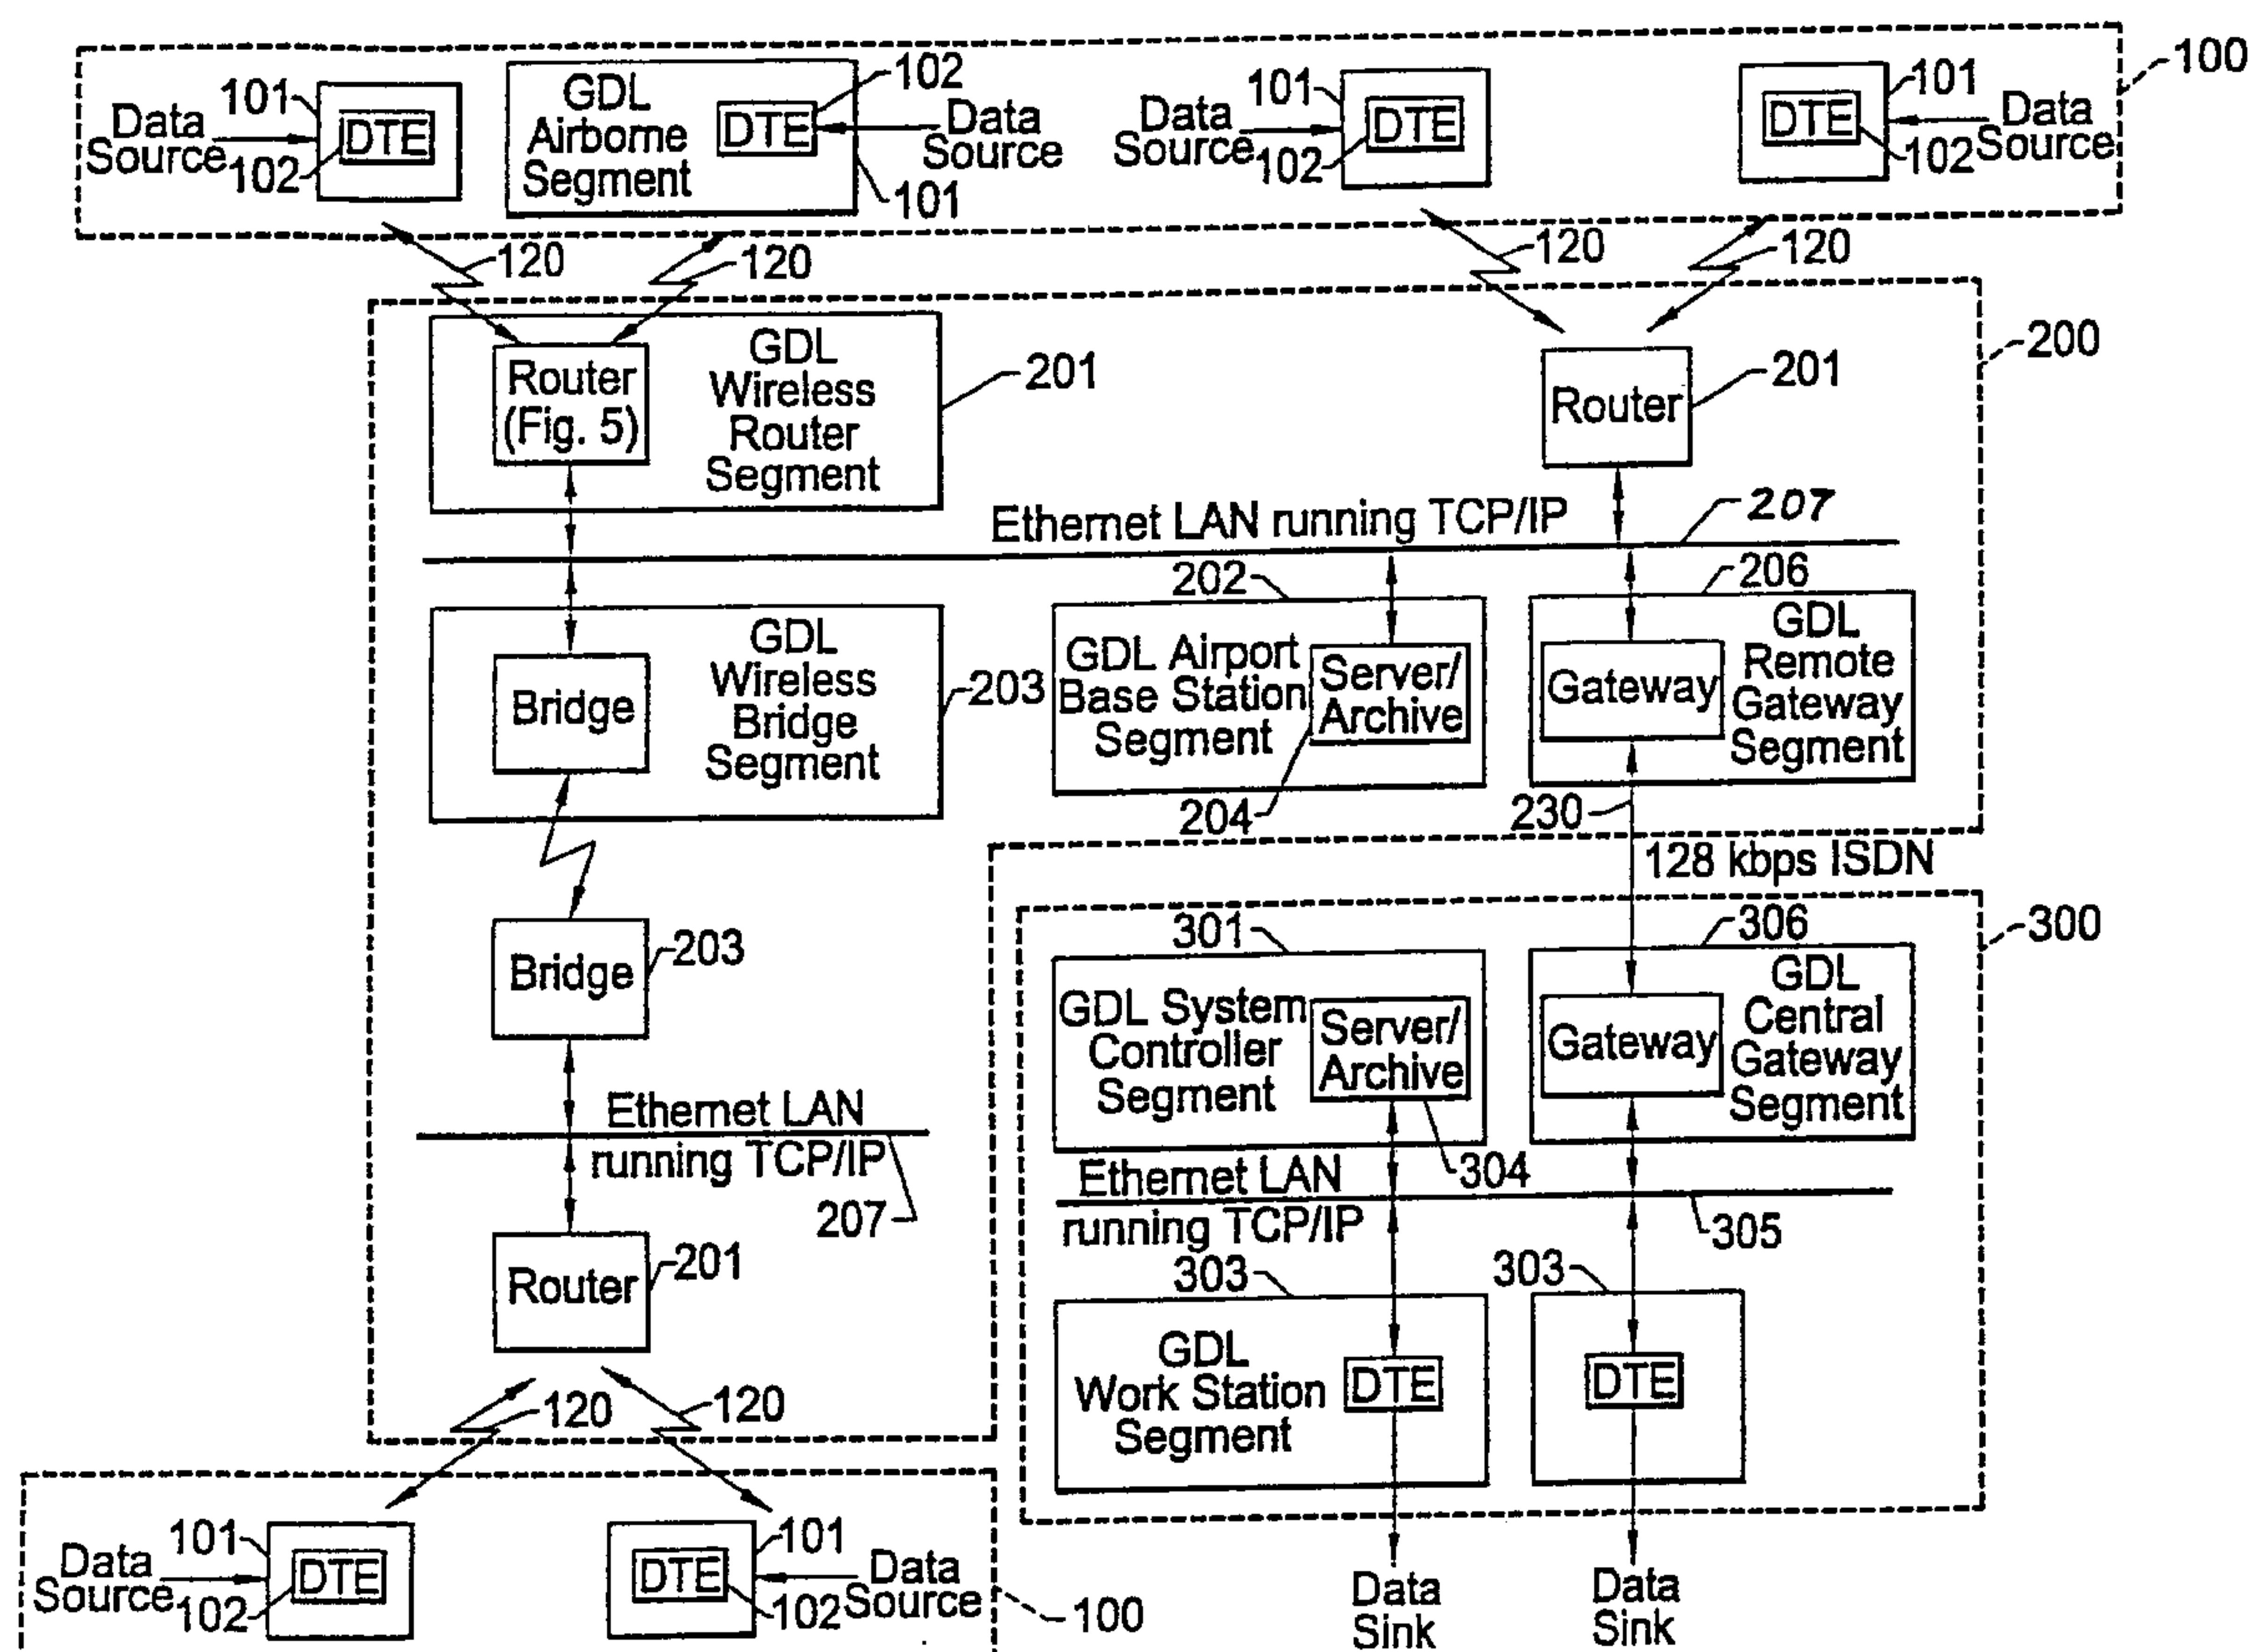 100
Data
Source
101
102
DTE
GDL
Airborne
Segment
DTE
102
Data
Source
101
Data
Source
101
102
DTE
DTE
101
102
Data
Source
120
120
120
120
200
Router
(Fig. 5)
GDL
Wireless
Router
Segment
201
Router
201
Ethernet LAN running TCP/IP
207
Bridge
GDL
Wireless
Bridge
Segment
203
202
GDL Airport
Base Station
Segment
Server/
Archive
204
206
Gateway
GDL
Remote
Gateway
Segment
230
128 kbps ISDN
Bridge
203
Ethernet LAN
running TCP/IP
207
Router
201
120
120
300
301
GDL System
Controller
Segment
Server/
Archive
304
306
Gateway
GDL
Central
Gateway
Segment
Ethernet LAN
running TCP/IP
305
303
GDL
Work Station
Segment
DTE
303
DTE
Data
Sink
Data
Sink
Data
Source
101
102
DTE
DTE
101
102
Data
Source
100